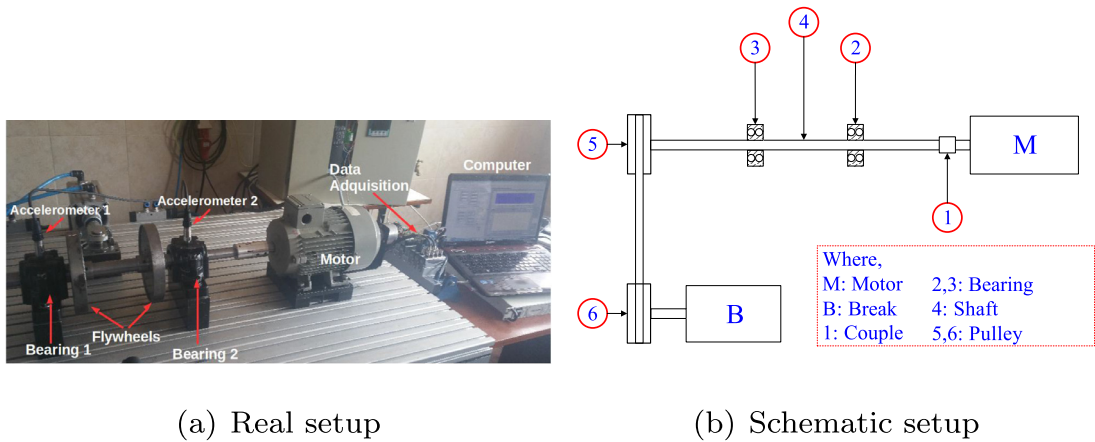 Accelerometer 1
Accelerometer 2
Data
Adquisition
Computer
Motor
Flywheels
Bearing 1
Bearing 2
3
4
2
5
M
1
6
B
Where,
M: Motor 2,3: Bearing
B: Break 4: Shaft
1: Couple 5,6: Pulley
(a) Real setup
(b) Schematic setup